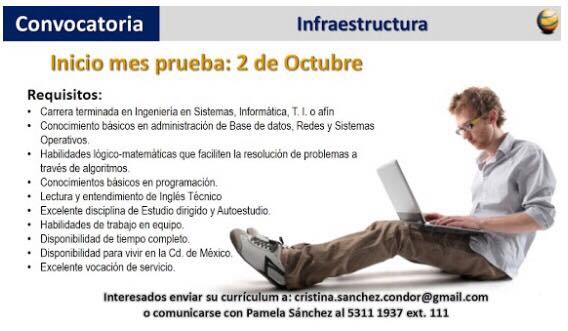 Convocatoria
Infraestructura
Inicio mes prueba: 2 de Octubre
Requisitos:
• Carrera terminada en Ingeniería en Sistemas, Informática, T. I. o afín
• Conocimiento básicos en administración de Base de datos, Redes y Sistemas
Operativos.
• Habilidades lógico-matemáticas que faciliten la resolución de problemas a
través de algoritmos.
• Conocimientos básicos en programación.
• Lectura y entendimiento de Inglés Técnico
• Excelente disciplina de Estudio dirigido y Autoestudio.
• Habilidades de trabajo en equipo.
• Disponibilidad de tiempo completo.
• Disponibilidad para vivir en la Cd. de México.
• Excelente vocación de servicio.
Interesados enviar su currículum a: cristina.sanchez.condor@gmail.com
o comunicarse con Pamela Sánchez al 5311 1937 ext. 111